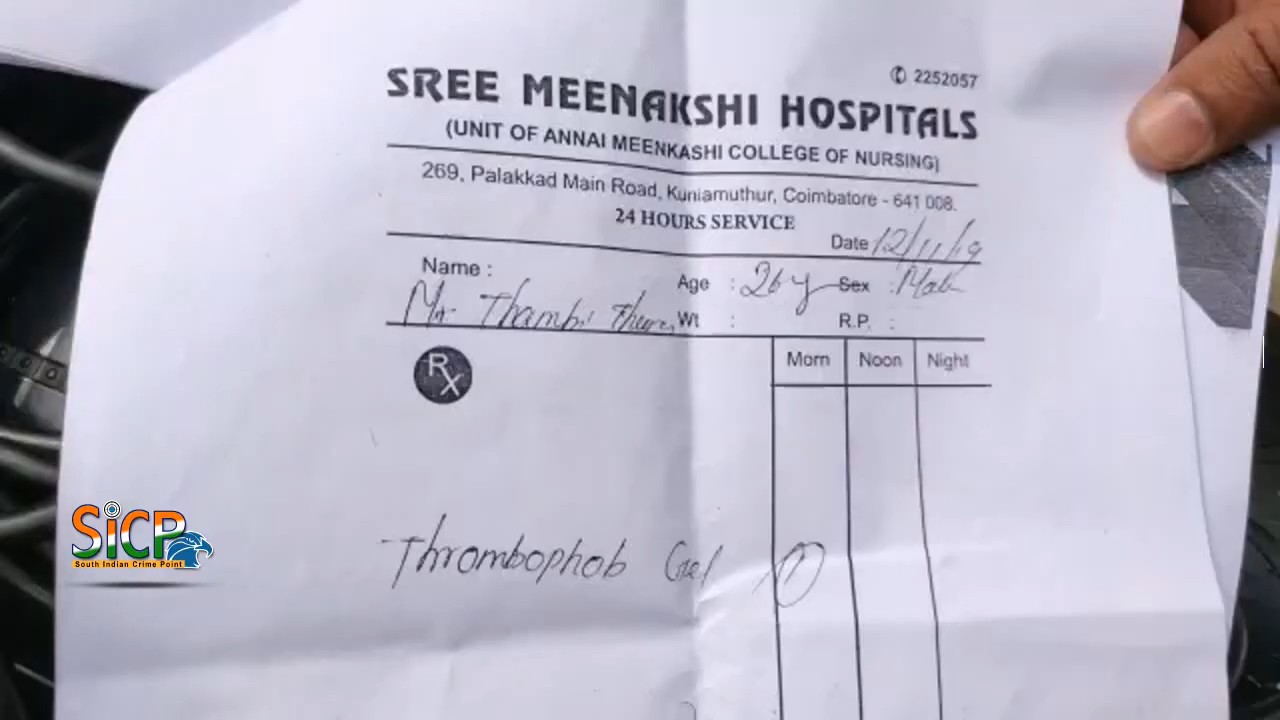 ✆ 2252057
SREE MEENAKSHI HOSPITALS
(UNIT OF ANNAI MEENKASHI COLLEGE OF NURSING)
269, Palakkad Main Road, Kuniamuthur, Coimbatore - 641 008.
24 HOURS SERVICE
Date 12/11/19
Name : Age : 26 y Sex : Male
Mr. Thambi Wt : R.P. :
RX Morn Noon Night
Thrombophob Gel 1
SiCP
South Indian Crime Point